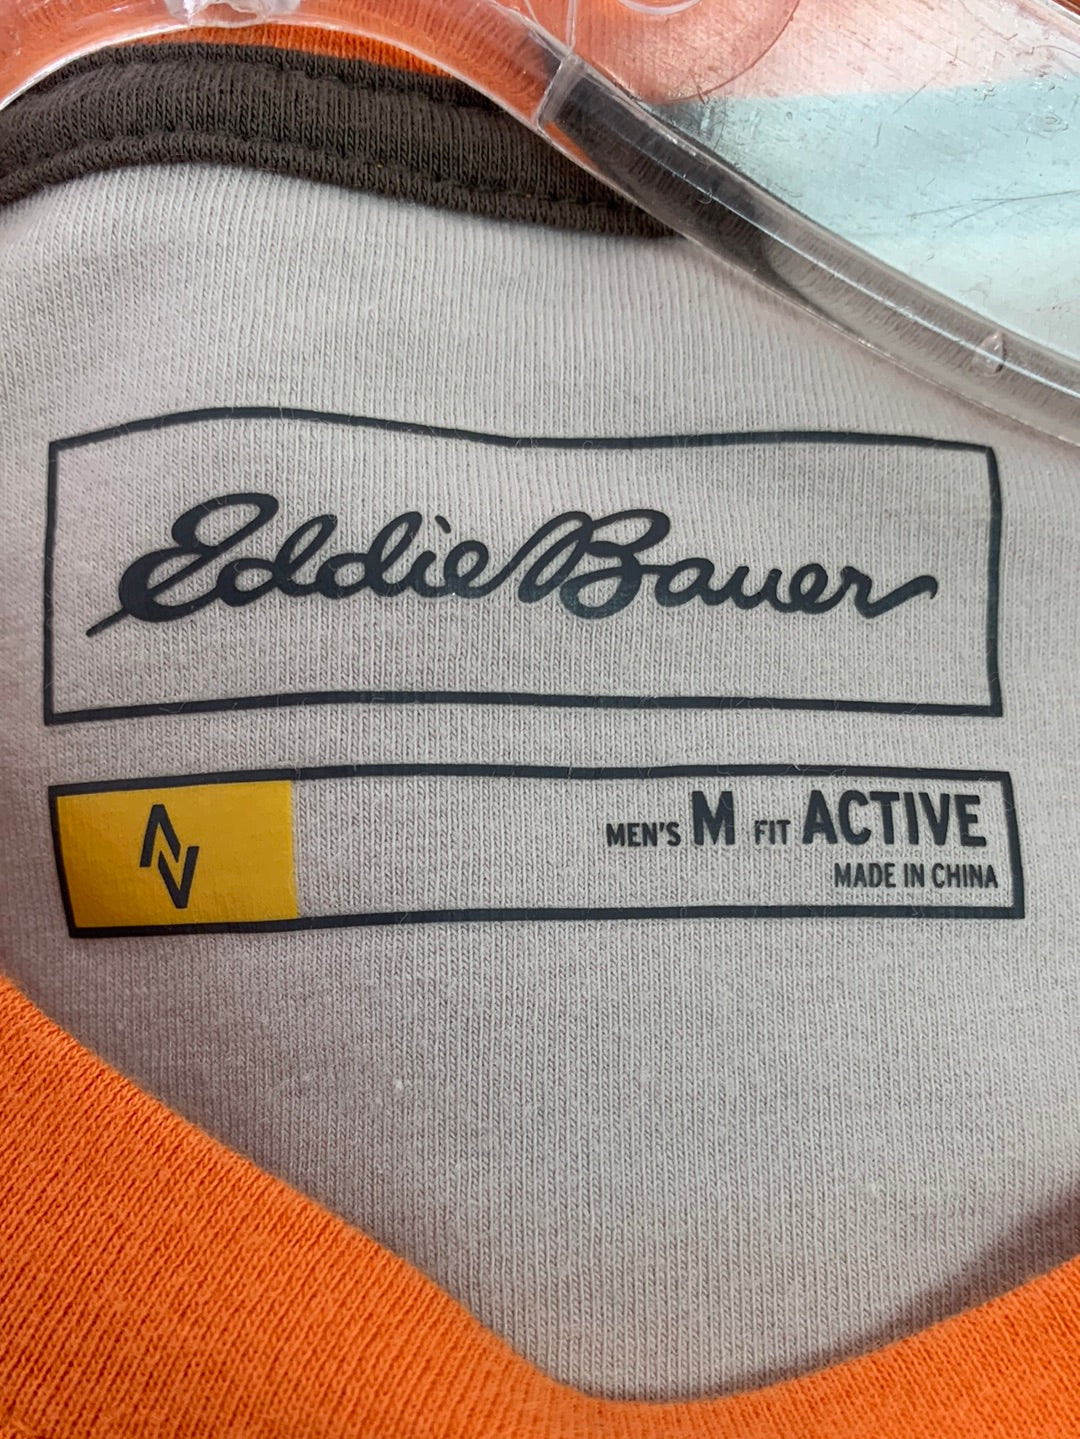 Eddie Bauer
MEN'S M FIT ACTIVE
MADE IN CHINA